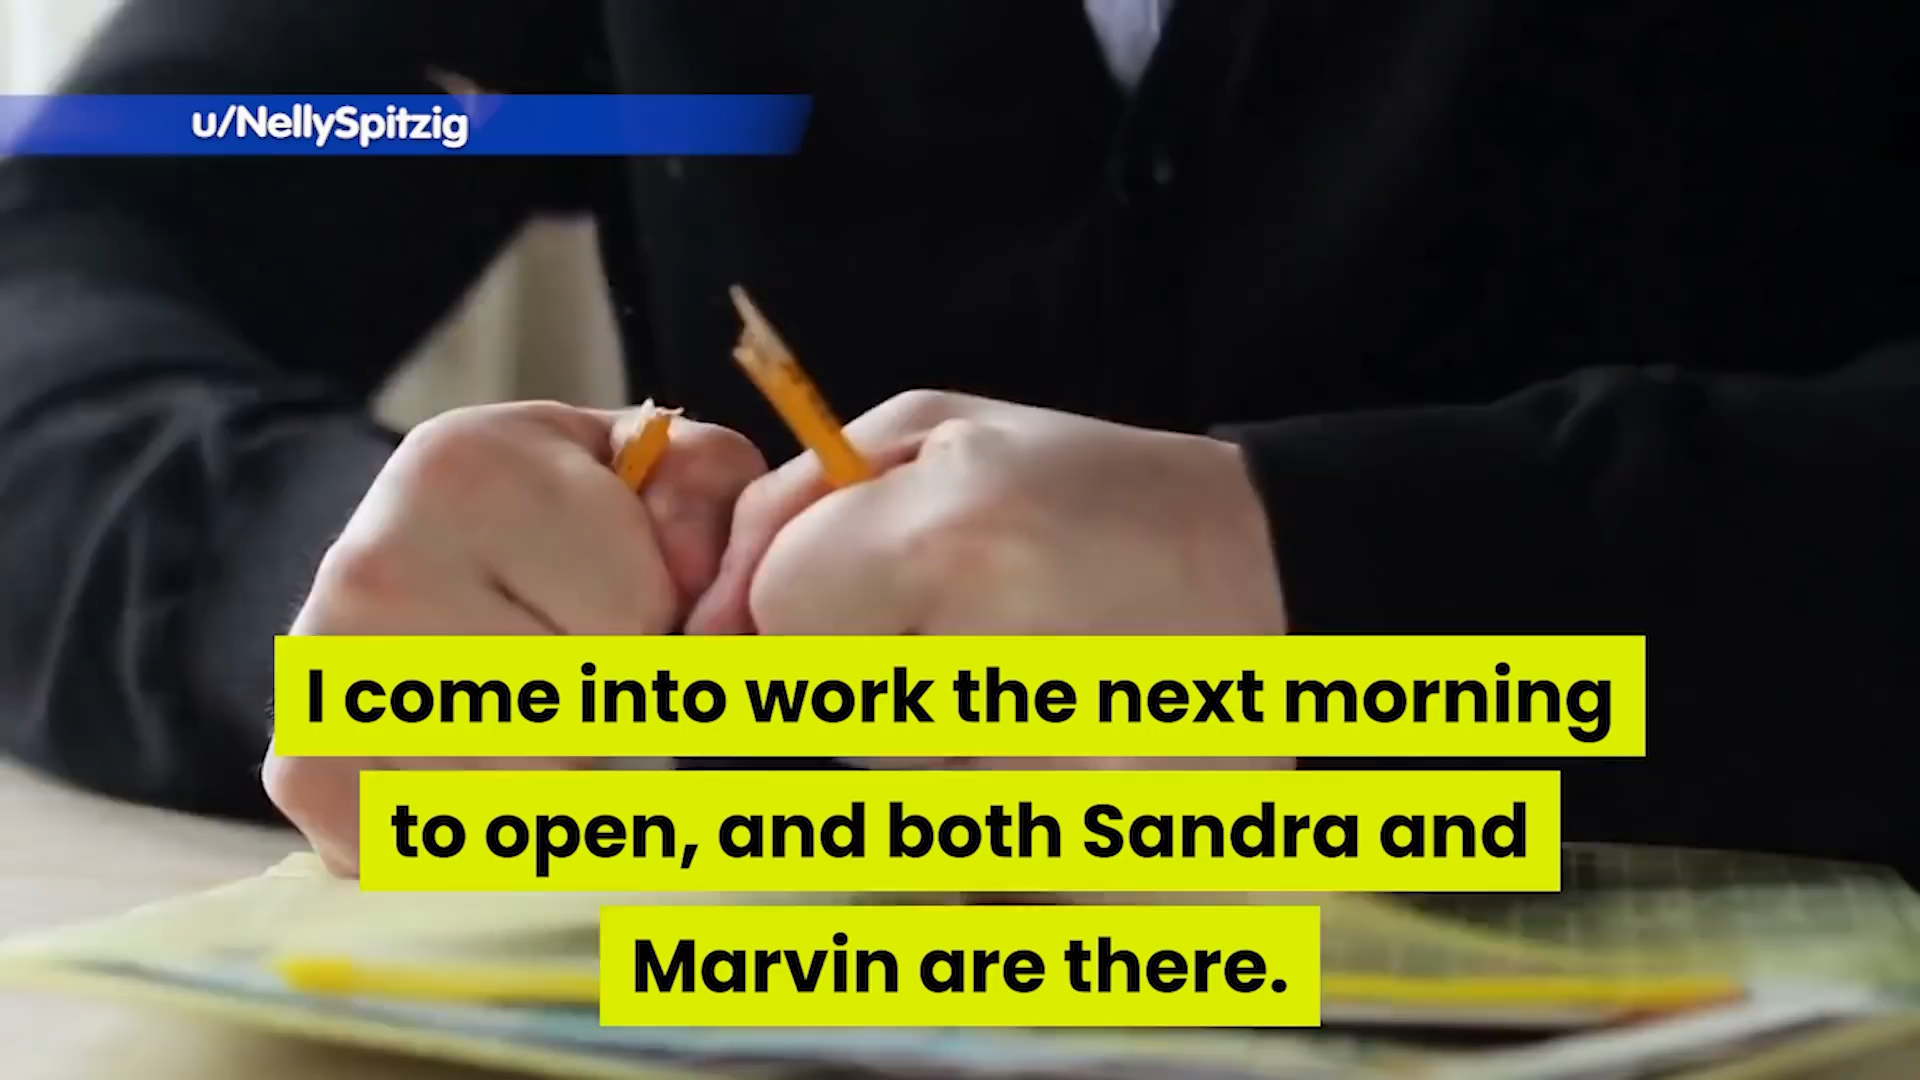 u/NellySpitzig
I come into work the next morning
to open, and both Sandra and
Marvin are there.